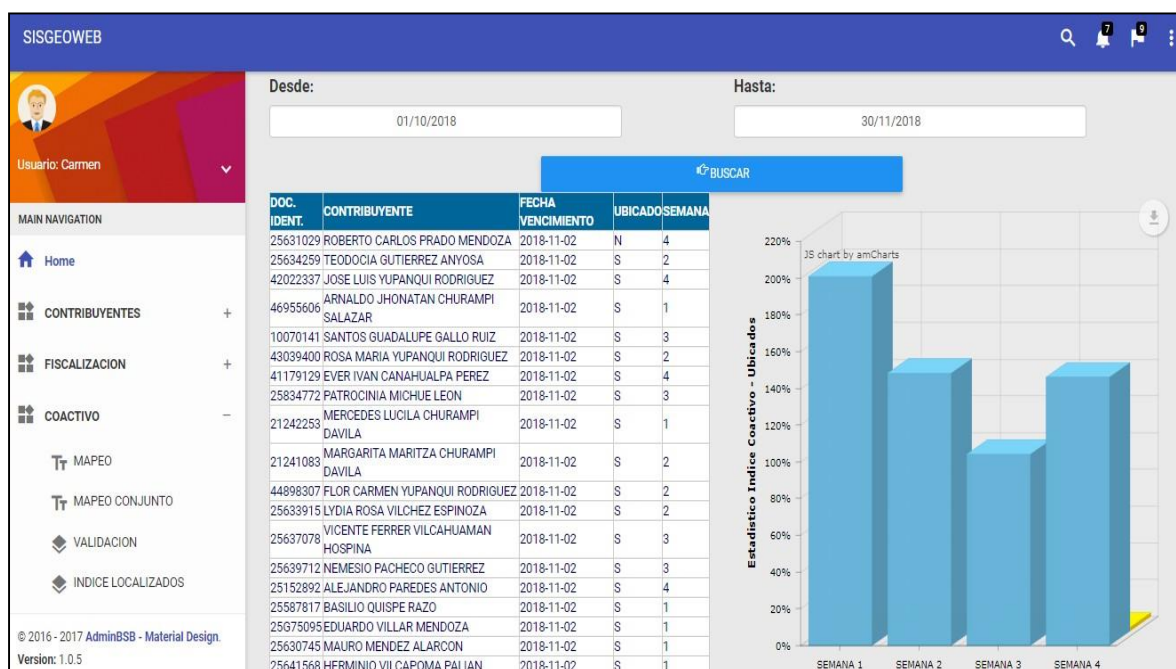 SISGEOWEB
7
9
Usuario: Carmen
MAIN NAVIGATION
Home
CONTRIBUYENTES +
FISCALIZACION +
COACTIVO −
MAPEO
MAPEO CONJUNTO
VALIDACION
INDICE LOCALIZADOS
© 2016 - 2017 AdminBSB - Material Design.
Version: 1.0.5
Desde: Hasta:
01/10/2018 30/11/2018
BUSCAR
DOC. IDENT. CONTRIBUYENTE FECHA VENCIMIENTO UBICADO SEMANA
25631029 ROBERTO CARLOS PRADO MENDOZA 2018-11-02 N 4
25634259 TEODOCIA GUTIERREZ ANYOSA 2018-11-02 S 2
42022337 JOSE LUIS YUPANQUI RODRIGUEZ 2018-11-02 S 4
46955606 ARNALDO JHONATAN CHURAMPI SALAZAR 2018-11-02 S 1
10070141 SANTOS GUADALUPE GALLO RUIZ 2018-11-02 S 3
43039400 ROSA MARIA YUPANQUI RODRIGUEZ 2018-11-02 S 2
41179129 EVER IVAN CANAHUALPA PEREZ 2018-11-02 S 4
25834772 PATROCINIA MICHUE LEON 2018-11-02 S 3
21242253 MERCEDES LUCILA CHURAMPI DAVILA 2018-11-02 S 1
21241083 MARGARITA MARITZA CHURAMPI DAVILA 2018-11-02 S 2
44898307 FLOR CARMEN YUPANQUI RODRIGUEZ 2018-11-02 S 2
25633915 LYDIA ROSA VILCHEZ ESPINOZA 2018-11-02 S 2
25637078 VICENTE FERRER VILCAHUAMAN HOSPINA 2018-11-02 S 3
25639712 NEMESIO PACHECO GUTIERREZ 2018-11-02 S 3
25152892 ALEJANDRO PAREDES ANTONIO 2018-11-02 S 4
25587817 BASILIO QUISPE RAZO 2018-11-02 S 1
25G75095 EDUARDO VILLAR MENDOZA 2018-11-02 S 1
25630745 MAURO MENDEZ ALARCON 2018-11-02 S 1
25641568 HERMINIO VILCAPOMA PALIAN 2018-11-02 S 1
JS chart by amCharts
Estadistico Indice Coactivo - Ubicados
220%
200%
180%
160%
140%
120%
100%
80%
60%
40%
20%
0%
SEMANA 1 SEMANA 2 SEMANA 3 SEMANA 4